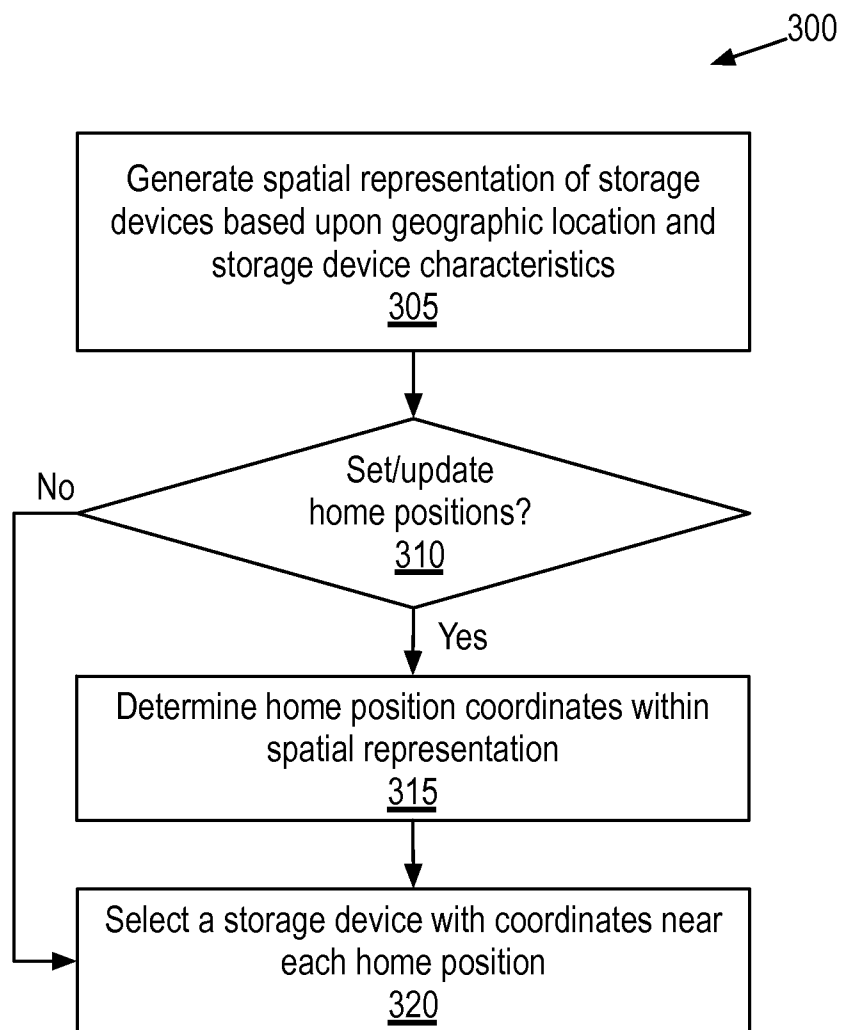 300
Generate spatial representation of storage
devices based upon geographic location and
storage device characteristics
305
Set/update
home positions?
310
No
Yes
Determine home position coordinates within
spatial representation
315
Select a storage device with coordinates near
each home position
320